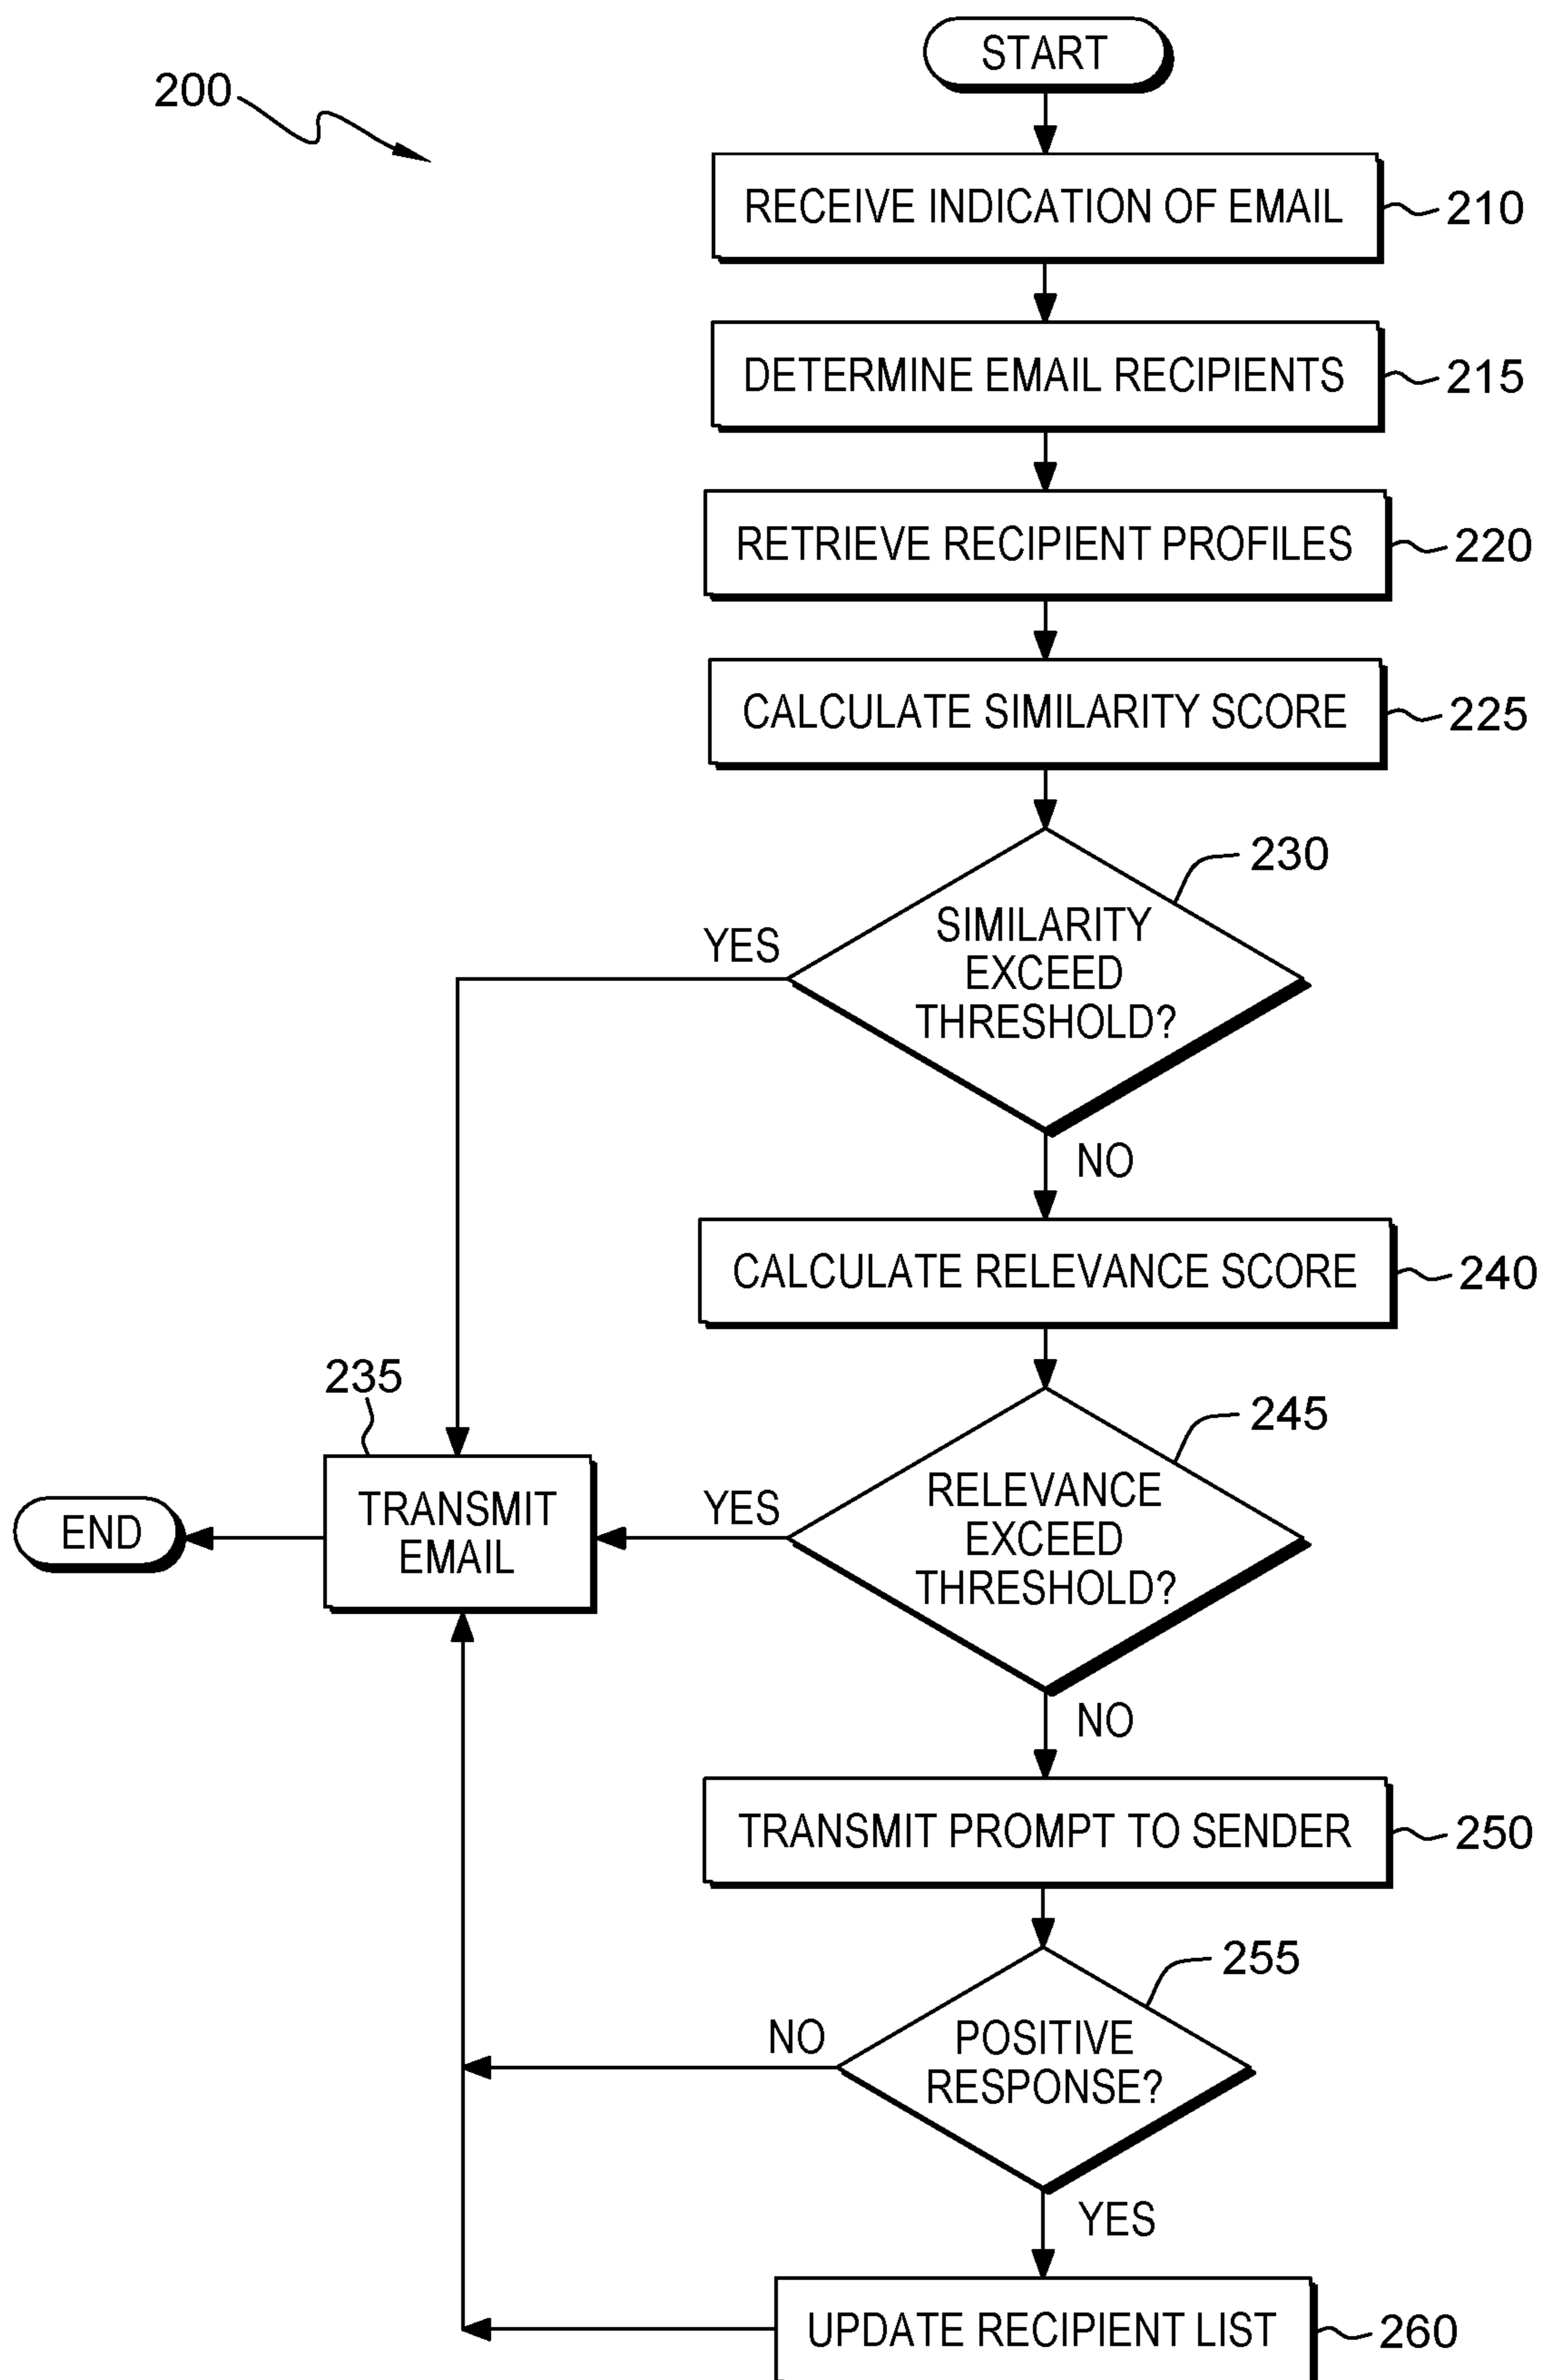 START
200
RECEIVE INDICATION OF EMAIL
210
DETERMINE EMAIL RECIPIENTS
215
RETRIEVE RECIPIENT PROFILES
220
CALCULATE SIMILARITY SCORE
225
230
SIMILARITY
EXCEED
THRESHOLD?
YES
NO
CALCULATE RELEVANCE SCORE
240
235
TRANSMIT
EMAIL
END
245
RELEVANCE
EXCEED
THRESHOLD?
YES
NO
TRANSMIT PROMPT TO SENDER
250
255
POSITIVE
RESPONSE?
NO
YES
UPDATE RECIPIENT LIST
260